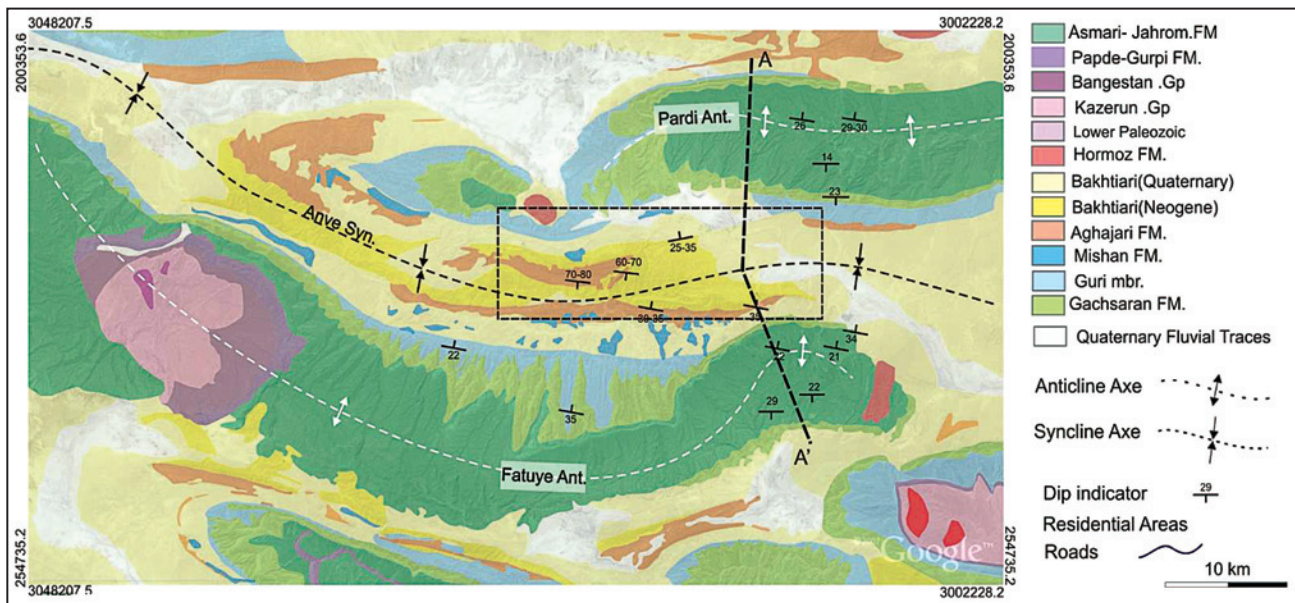 3048207.5
3002228.2
200353.6
200353.6
A
Pardi Ant.
26
29-30
14
23
Anve Syn.
25-35
60-70
70-80
22
34
22
21
22
29
35
A'
Fatuye Ant.
Google™
254735.2
254735.2
3048207.5
3002228.2
Asmari- Jahrom.FM
Papde-Gurpi FM.
Bangestan .Gp
Kazerun .Gp
Lower Paleozoic
Hormoz FM.
Bakhtiari(Quaternary)
Bakhtiari(Neogene)
Aghajari FM.
Mishan FM.
Guri mbr.
Gachsaran FM.
Quaternary Fluvial Traces
Anticline Axe
Syncline Axe
Dip indicator
29
Residential Areas
Roads
10 km